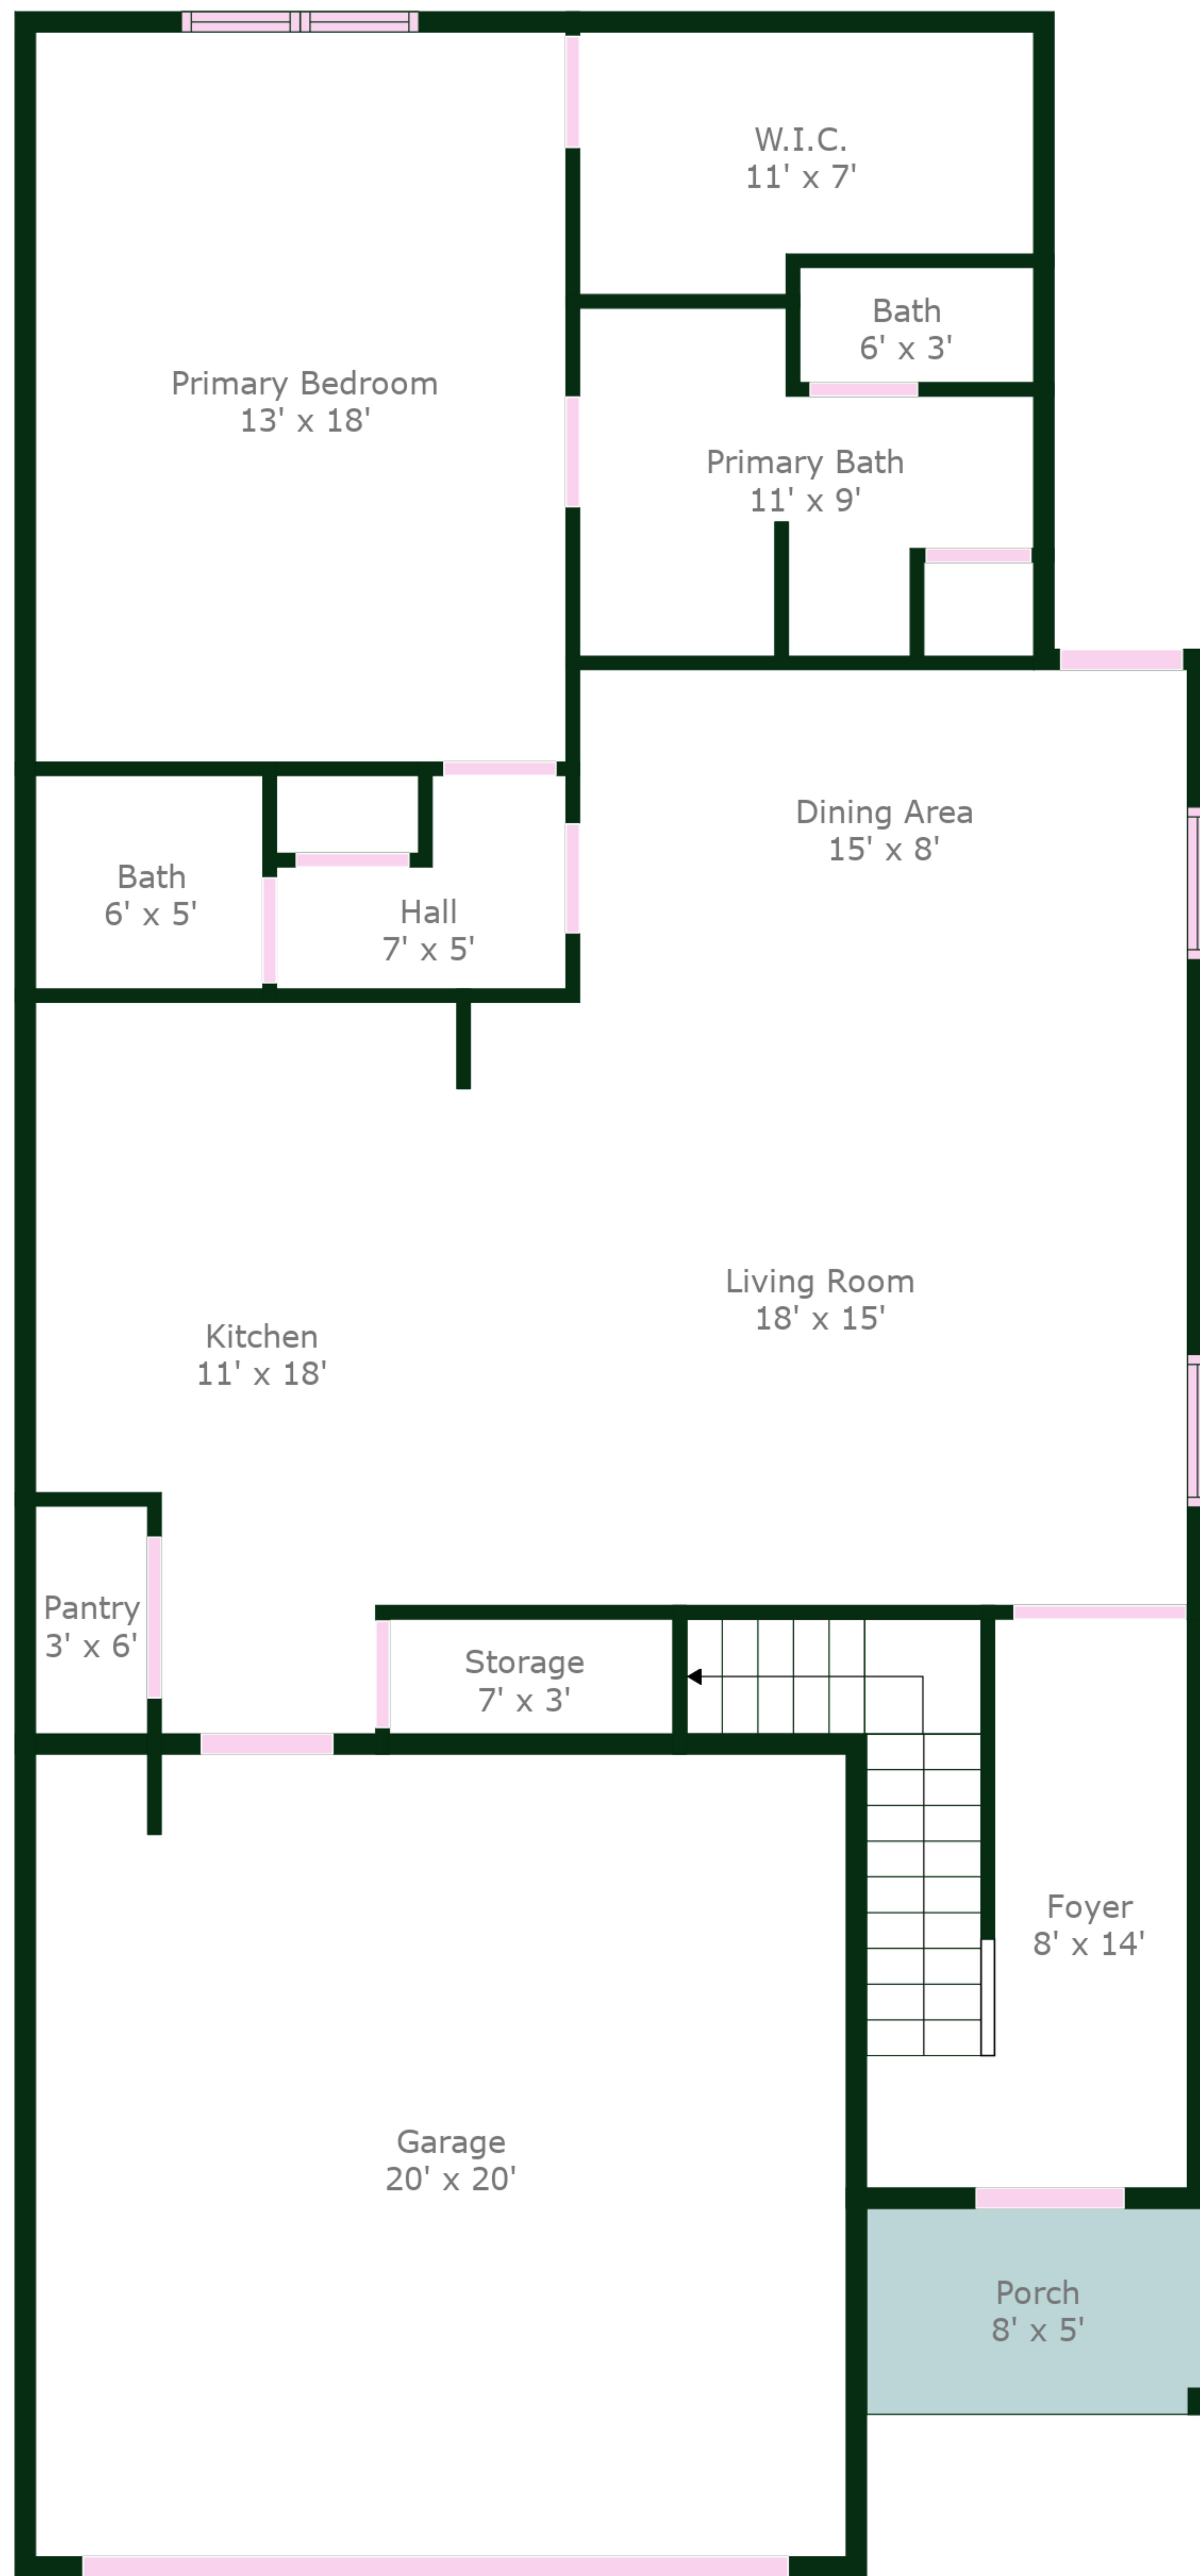 W.I.C.
11' x 7'
Bath
6' x 3'
Primary Bedroom
13' x 18'
Primary Bath
11' x 9'
Dining Area
15' x 8'
Bath
6' x 5'
Hall
7' x 5'
Living Room
18' x 15'
Kitchen
11' x 18'
Pantry
3' x 6'
Storage
7' x 3'
Foyer
8' x 14'
Garage
20' x 20'
Porch
8' x 5'